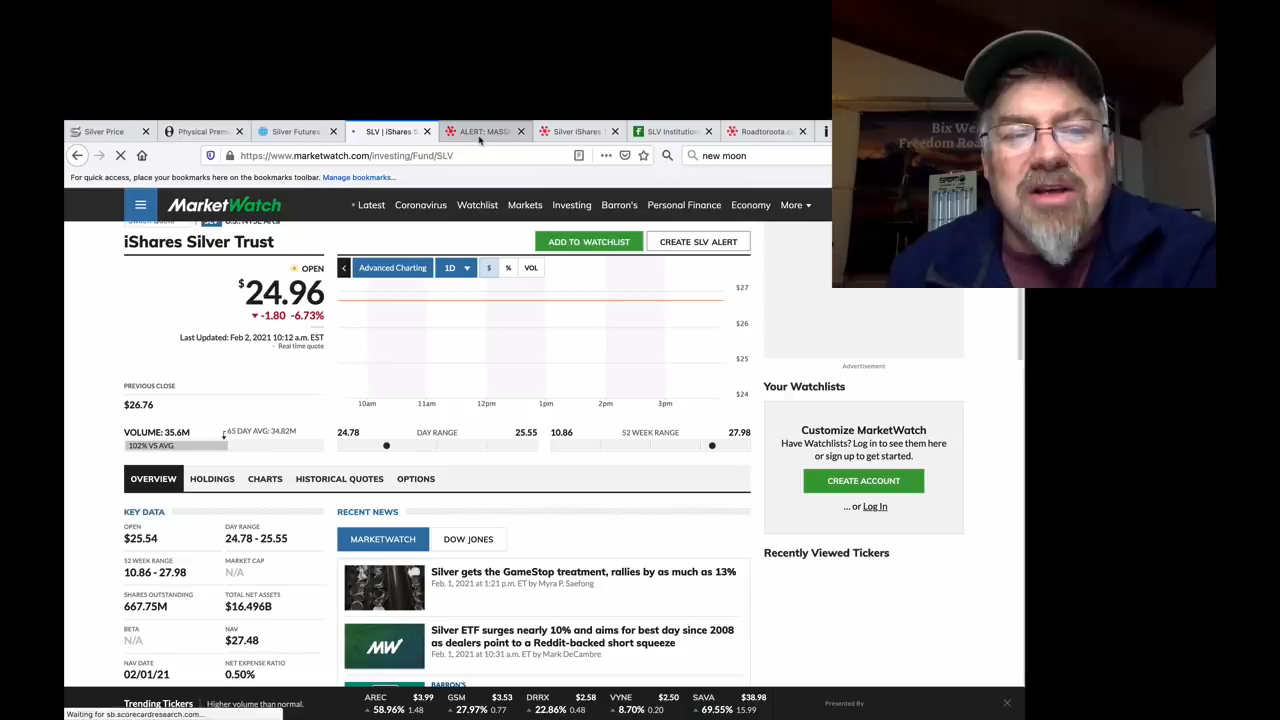 Silver Price
Physical Prem
Silver Futures
SLV | iShares S
ALERT: MASS
Silver iShares T
SLV Institution
Roadtoroota.c
https://www.marketwatch.com/investing/Fund/SLV
new moon
For quick access, place your bookmarks here on the bookmarks toolbar. Manage bookmarks...
MarketWatch
Latest Coronavirus Watchlist Markets Investing Barron's Personal Finance Economy More
iShares Silver Trust
ADD TO WATCHLIST
CREATE SLV ALERT
OPEN
$24.96
-1.80 -6.73%
Last Updated: Feb 2, 2021 10:12 a.m. EST
Real time quote
Advanced Charting 1D $ % VOL
$27
$26
$25
$24
10am 11am 12pm 1pm 2pm 3pm
PREVIOUS CLOSE
$26.76
VOLUME: 35.6M
65 DAY AVG: 34.82M
102% VS AVG
24.78 DAY RANGE 25.55
10.86 52 WEEK RANGE 27.98
OVERVIEW HOLDINGS CHARTS HISTORICAL QUOTES OPTIONS
KEY DATA
OPEN
$25.54
DAY RANGE
24.78 - 25.55
52 WEEK RANGE
10.86 - 27.98
MARKET CAP
N/A
SHARES OUTSTANDING
667.75M
TOTAL NET ASSETS
$16.496B
BETA
N/A
NAV
$27.48
NAV DATE
02/01/21
NET EXPENSE RATIO
0.50%
RECENT NEWS
MARKETWATCH
DOW JONES
Silver gets the GameStop treatment, rallies by as much as 13%
Feb. 1, 2021 at 1:21 p.m. ET by Myra P. Saefong
MW
Silver ETF surges nearly 10% and aims for best day since 2008
as dealers point to a Reddit-backed short squeeze
Feb. 1, 2021 at 10:31 a.m. ET by Mark DeCambre
BARRON'S
Advertisement
Your Watchlists
Customize MarketWatch
Have Watchlists? Log in to see them here
or sign up to get started.
CREATE ACCOUNT
... or Log In
Recently Viewed Tickers
Trending Tickers
Higher volume than normal.
AREC $3.99
58.96% 1.48
GSM $3.53
27.97% 0.77
DRRX $2.58
22.86% 0.48
VYNE $2.50
8.70% 0.20
SAVA $38.98
69.55% 15.99
Presented By
Waiting for sb.scorecardresearch.com...
Bix We
Freedom Roa